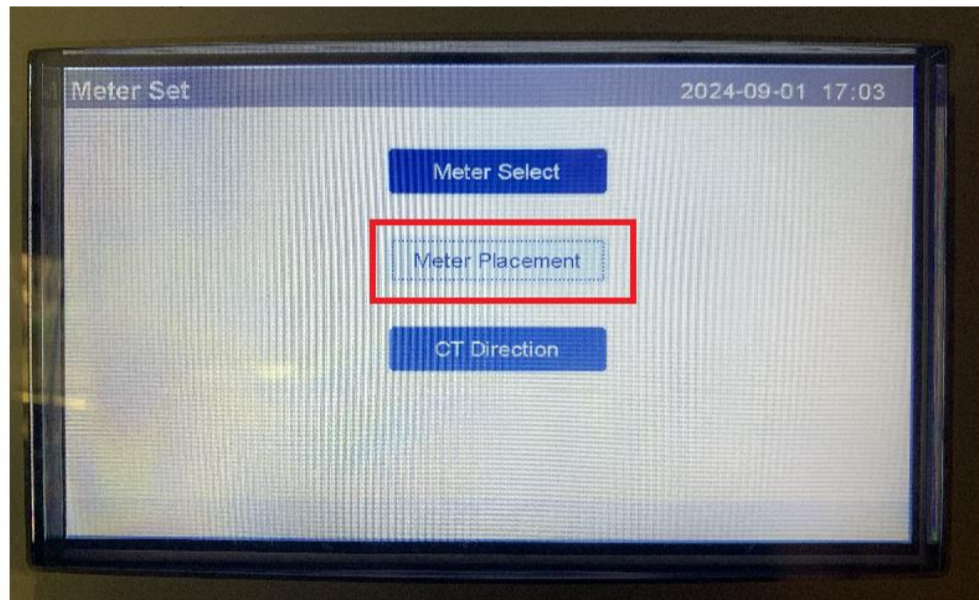 Meter Set
2024-09-01 17:03
Meter Select
Meter Placement
CT Direction